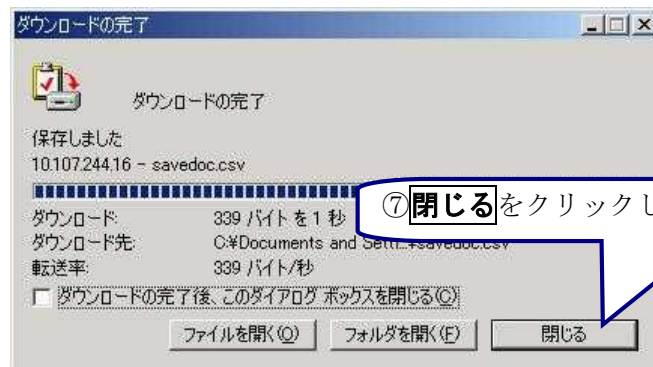 ダウンロードの完了
ダウンロードの完了
保存しました
10.107.244.16 - savedoc.csv
⑦閉じるをクリックし
ダウンロード: 339 バイト を 1 秒
ダウンロード先: C:¥Documents and Setti...¥savedoc.csv
転送率: 339 バイト/秒
ダウンロードの完了後、このダイアログ ボックスを閉じる(C)
ファイルを開く(O) フォルダを開く(F) 閉じる